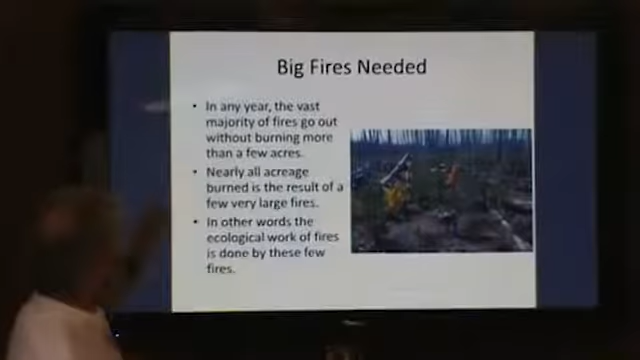 Big Fires Needed
• In any year, the vast
majority of fires go out
without burning more
than a few acres.
• Nearly all acreage
burned is the result of a
few very large fires.
• In other words the
ecological work of fires
is done by these few
fires.